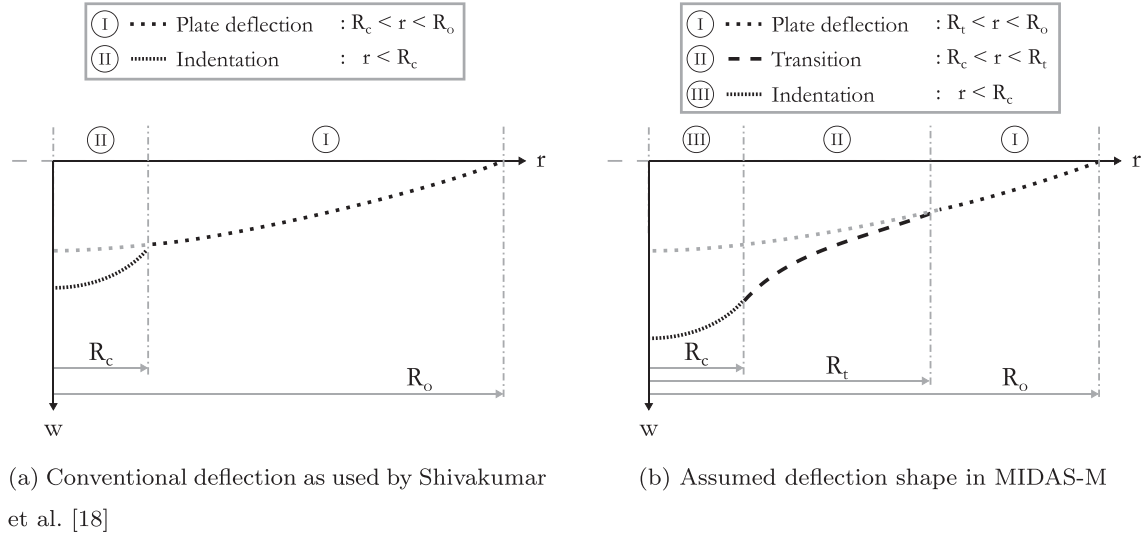 I Plate deflection : R_c < r < R_o
II Indentation : r < R_c
II I
r
R_c
R_o
w
(a) Conventional deflection as used by Shivakumar
et al. [18]
I Plate deflection : R_t < r < R_o
II Transition : R_c < r < R_t
III Indentation : r < R_c
III II I
r
R_c
R_t R_o
w
(b) Assumed deflection shape in MIDAS-M